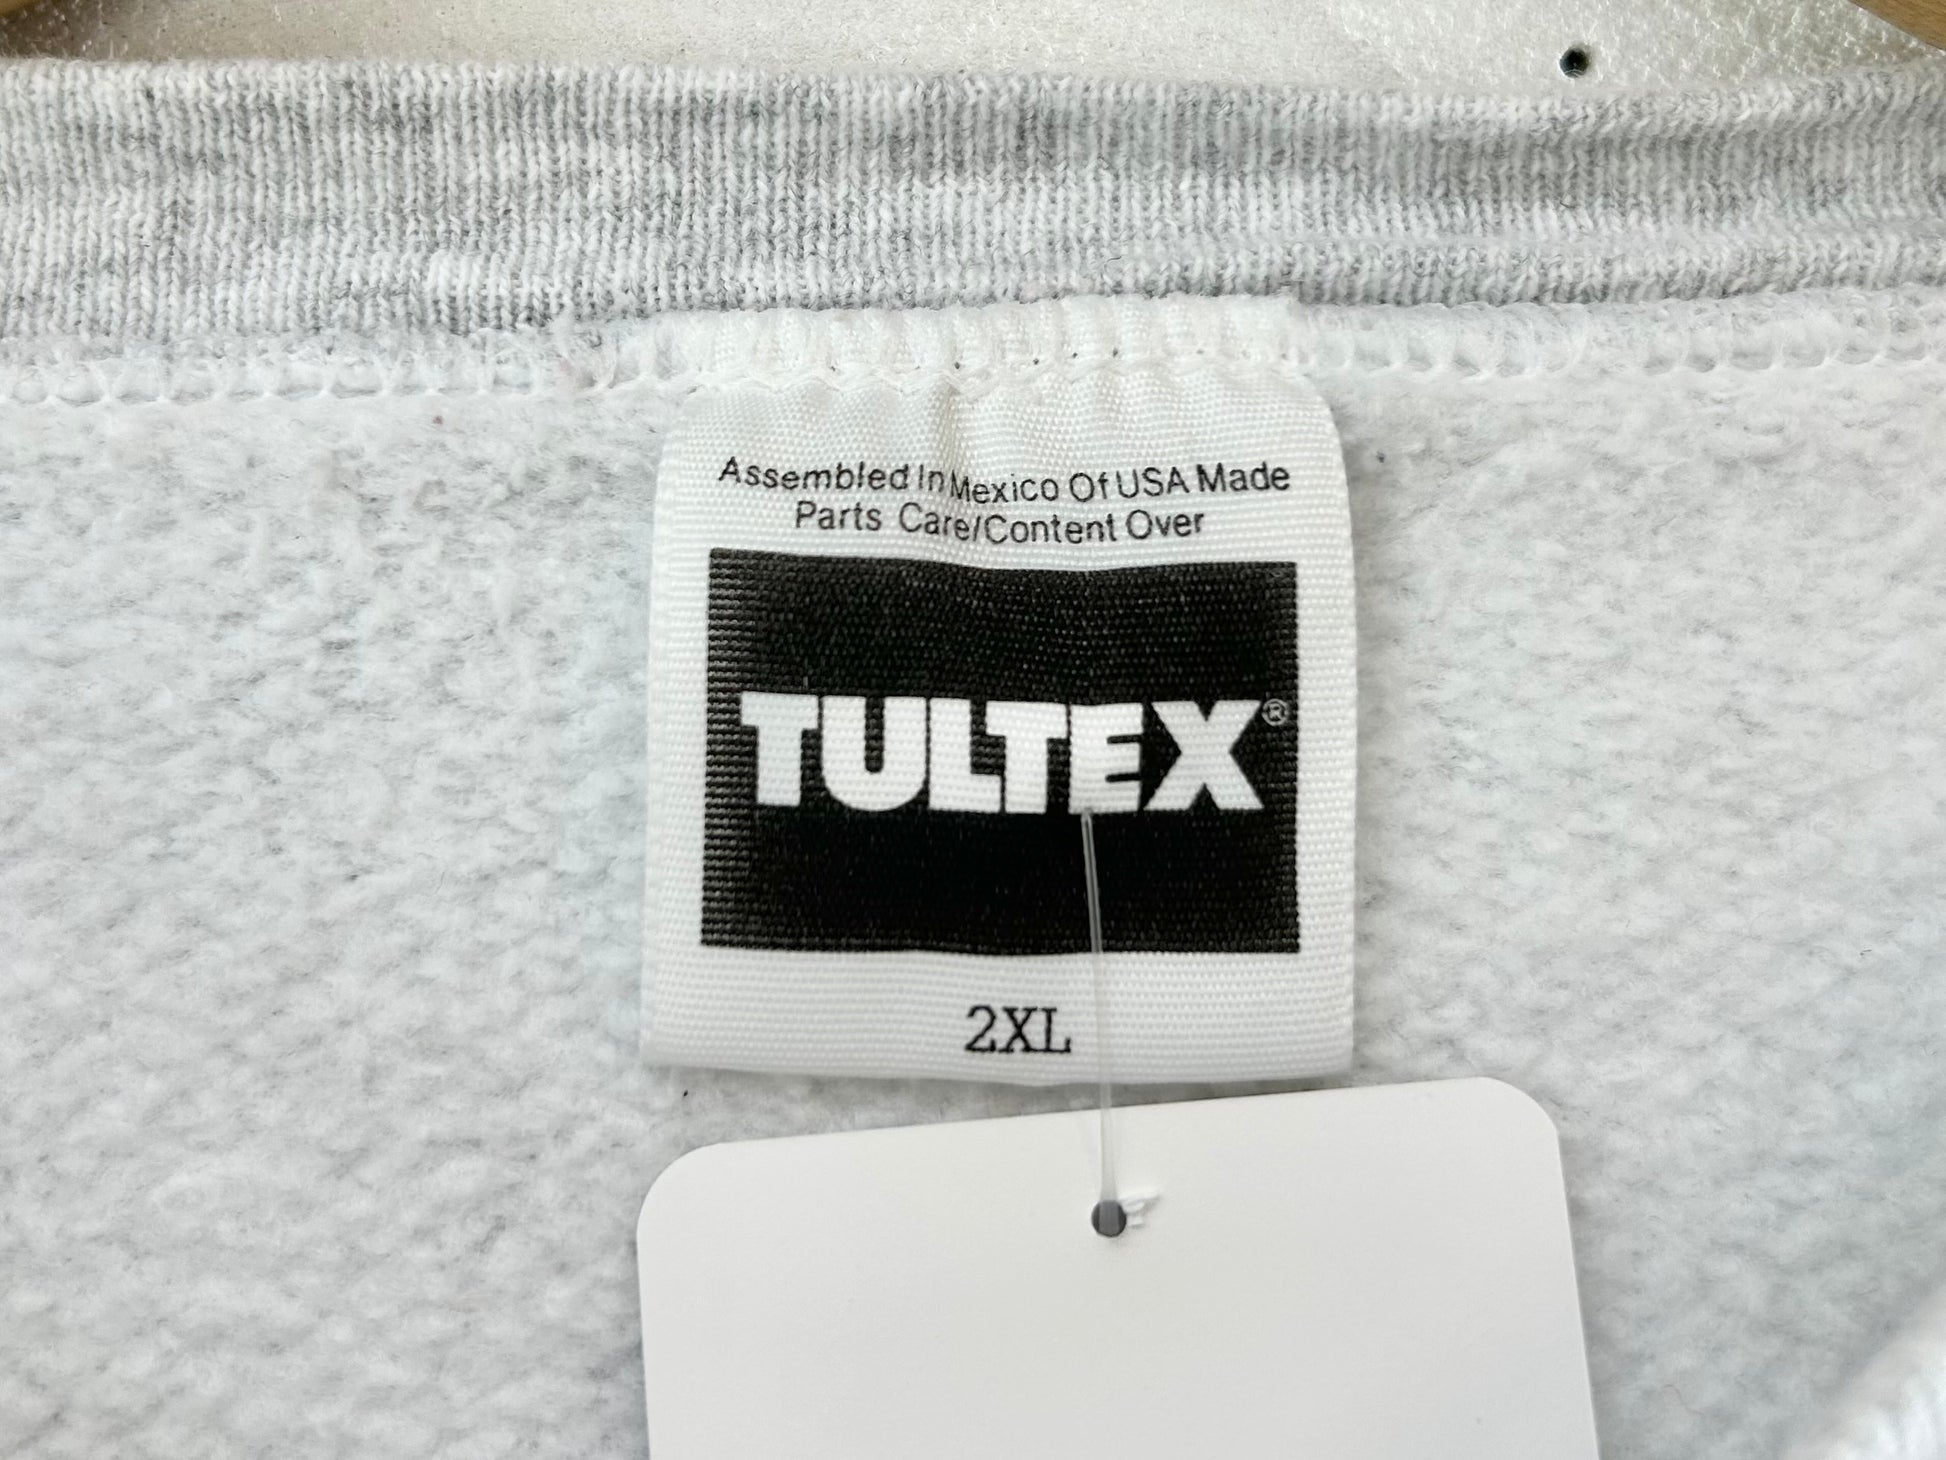 Assembled In Mexico Of USA Made
Parts Care/Content Over
TULTEX®
2XL